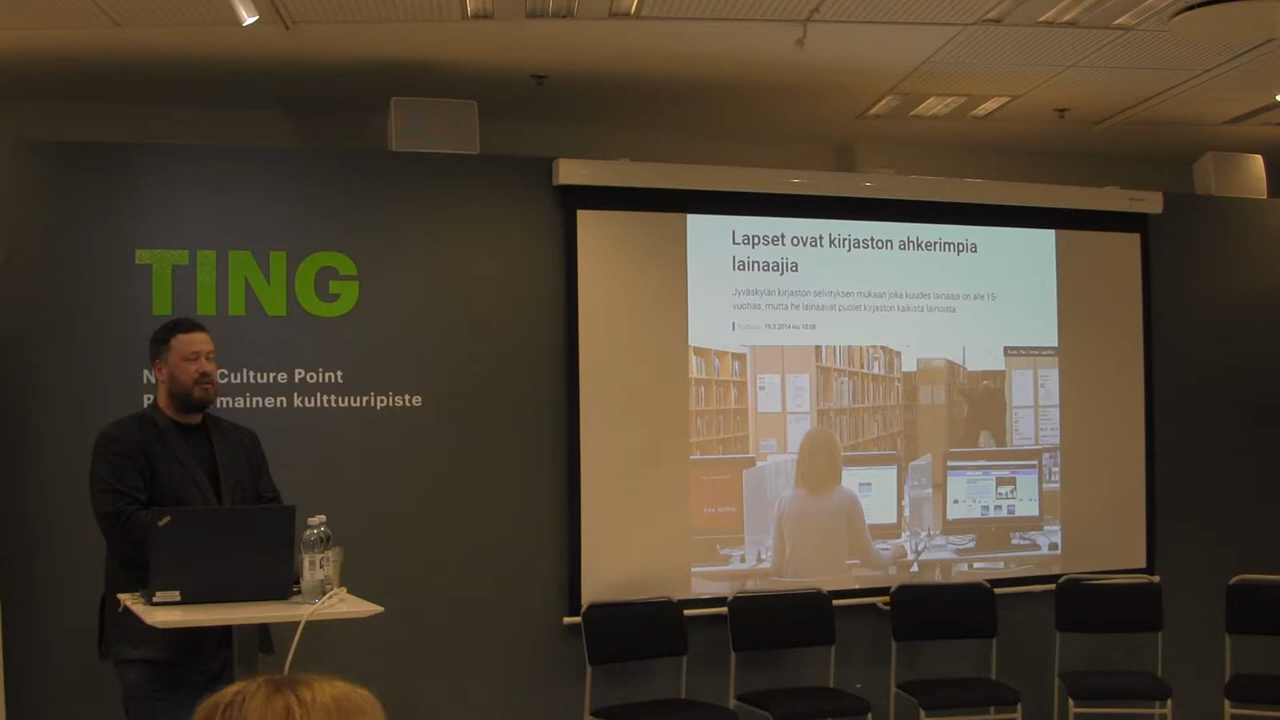 TING
Culture Point
mainen kulttuuripiste
Lapset ovat kirjaston ahkerimpia
lainaajia
Jyväskylän kirjaston selvityksen mukaan joka kuudes lainaaja on alle 15-
vuotias, mutta he lainaavat puolet kirjaston kaikista lainoista.
19.3.2014 klo 10:08